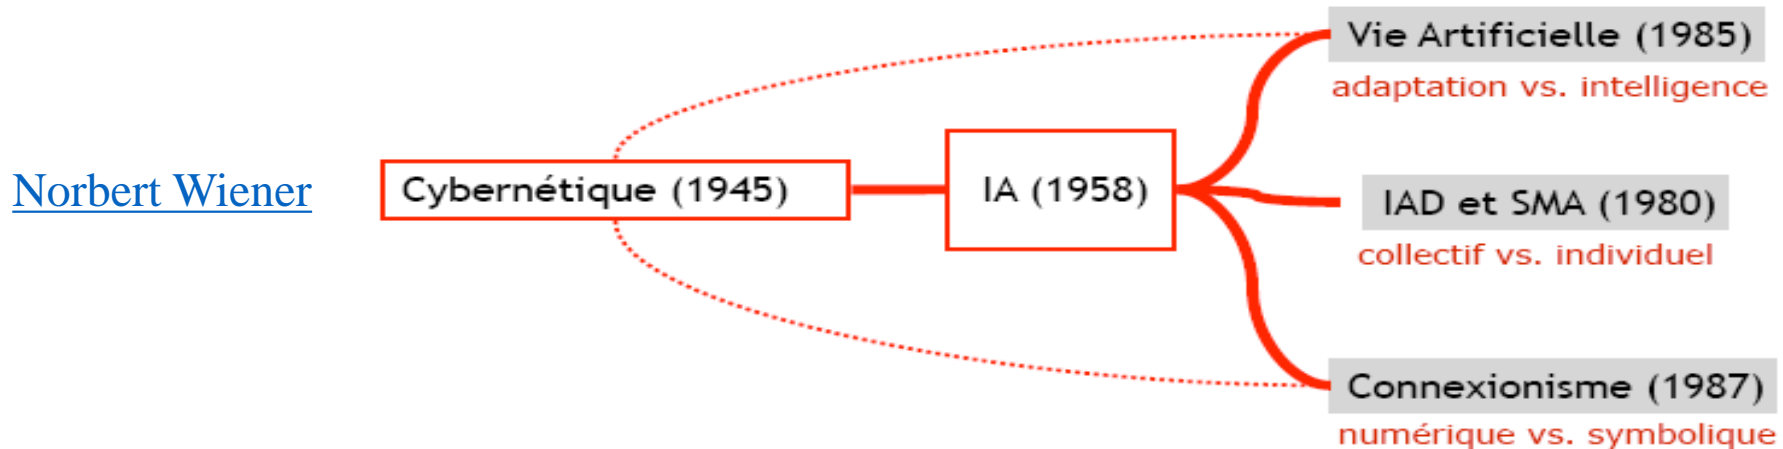 Norbert Wiener
Cybernétique (1945)
IA (1958)
Vie Artificielle (1985)
adaptation vs. intelligence
IAD et SMA (1980)
collectif vs. individuel
Connexionisme (1987)
numérique vs. symbolique